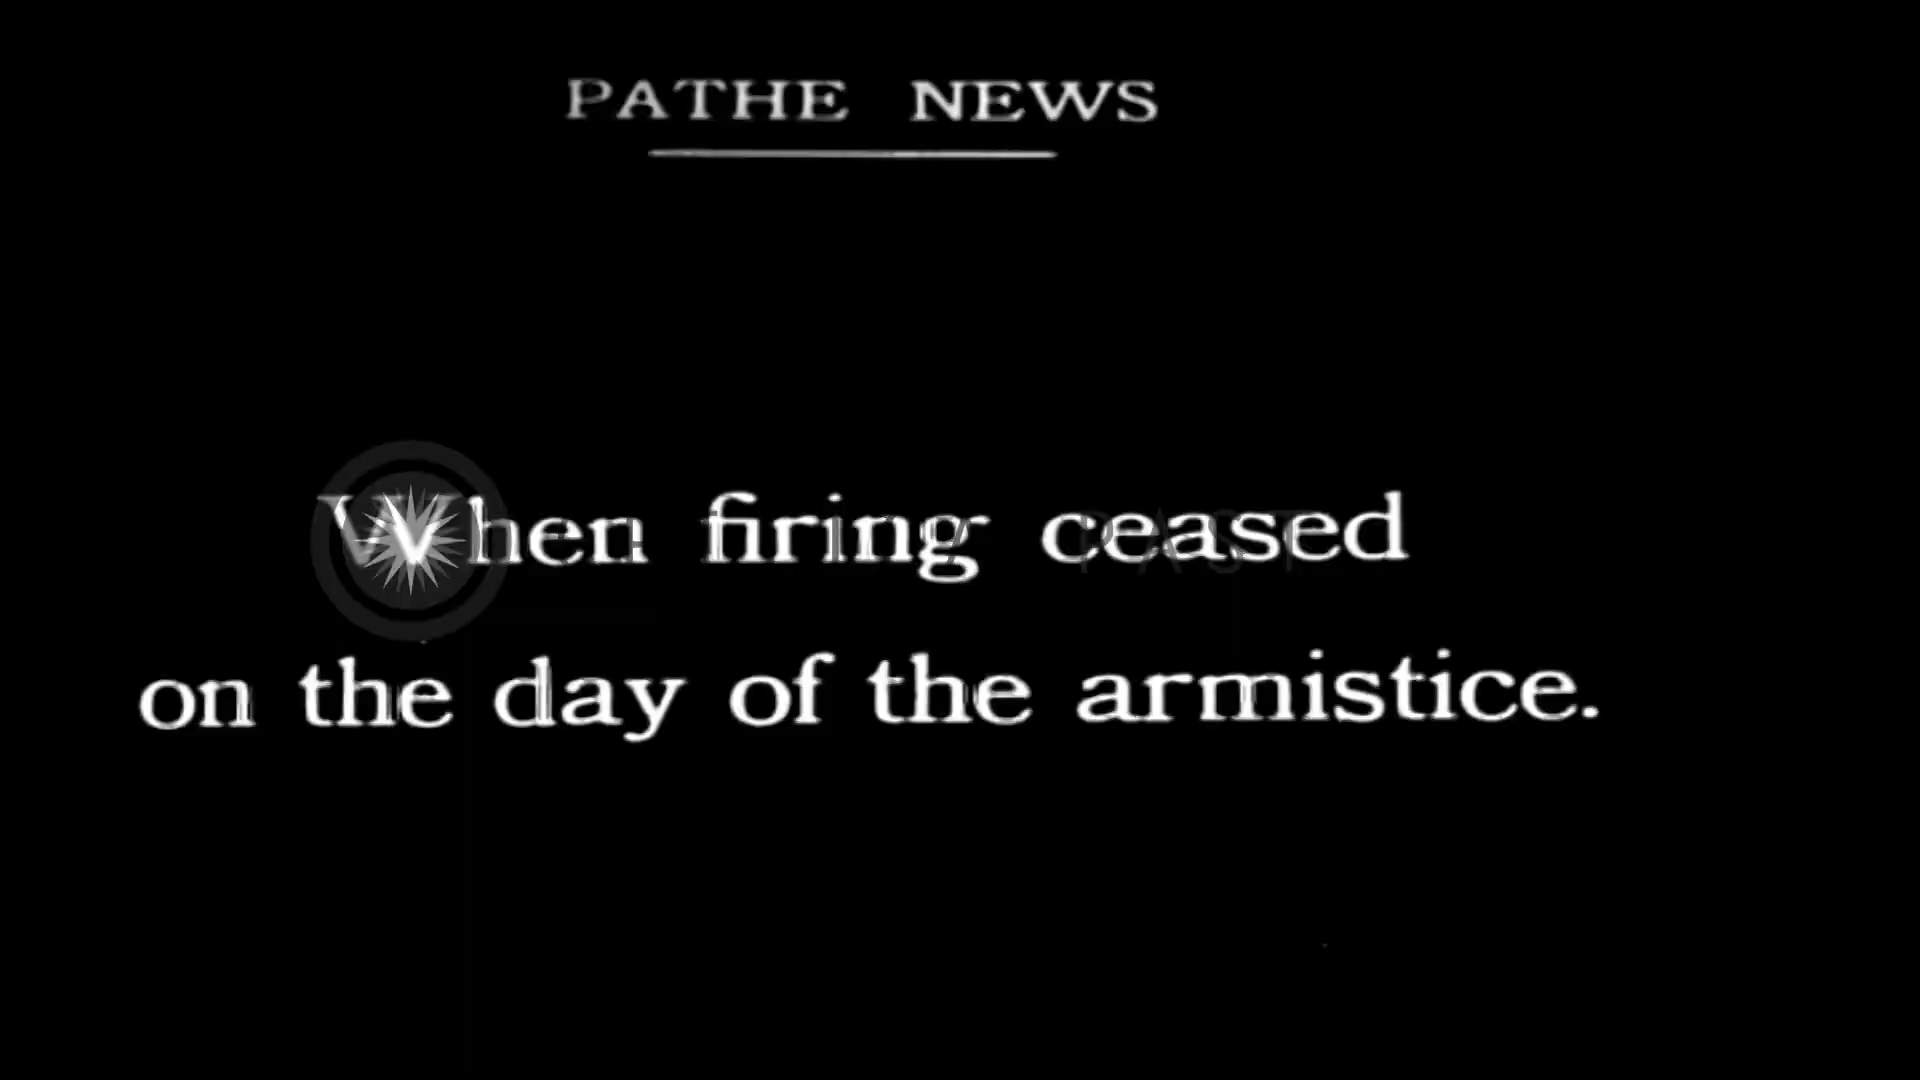 PATHE NEWS
When firing ceased
on the day of the armistice.